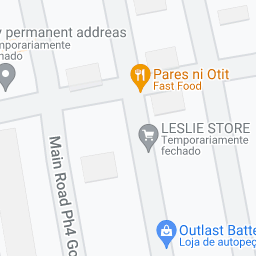 y permanent addreas
Temporariamente
fechado
Pares ni Otit
Fast Food
LESLIE STORE
Temporariamente
fechado
Main Road Ph4 Go
Outlast Batte
Loja de autopeç